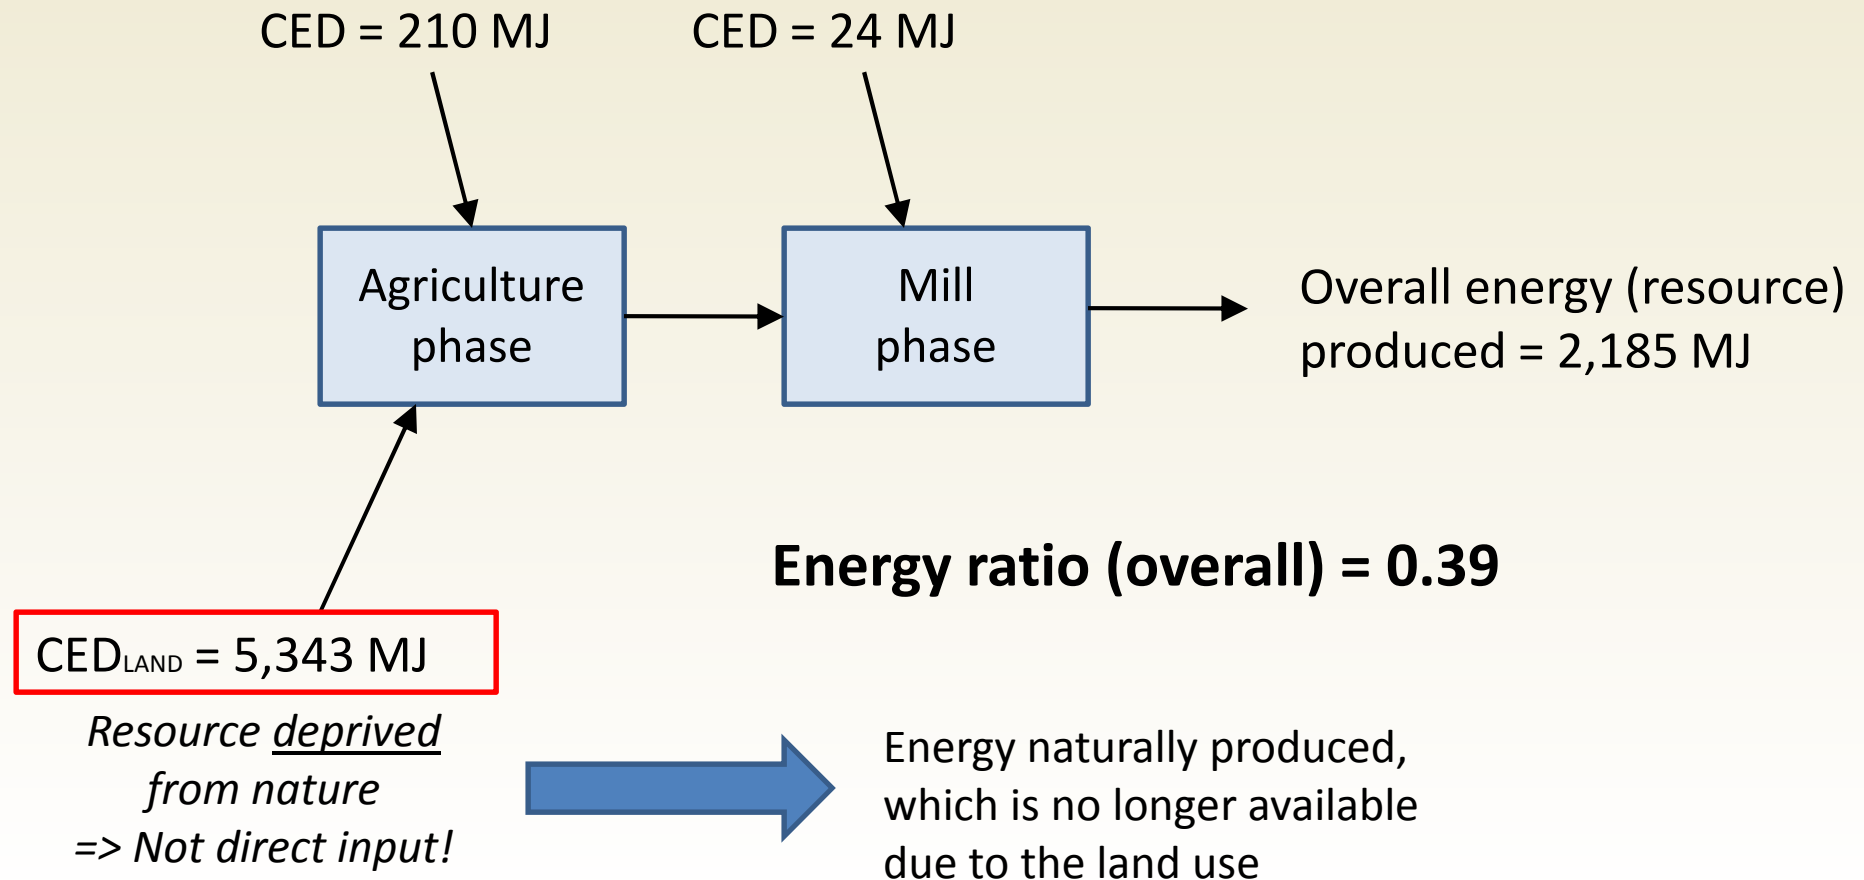 CED = 210 MJ
CED = 24 MJ
Agriculture
phase
Mill
phase
Overall energy (resource)
produced = 2,185 MJ
Energy ratio (overall) = 0.39
CEDLAND = 5,343 MJ
Resource deprived
from nature
=> Not direct input!
Energy naturally produced,
which is no longer available
due to the land use